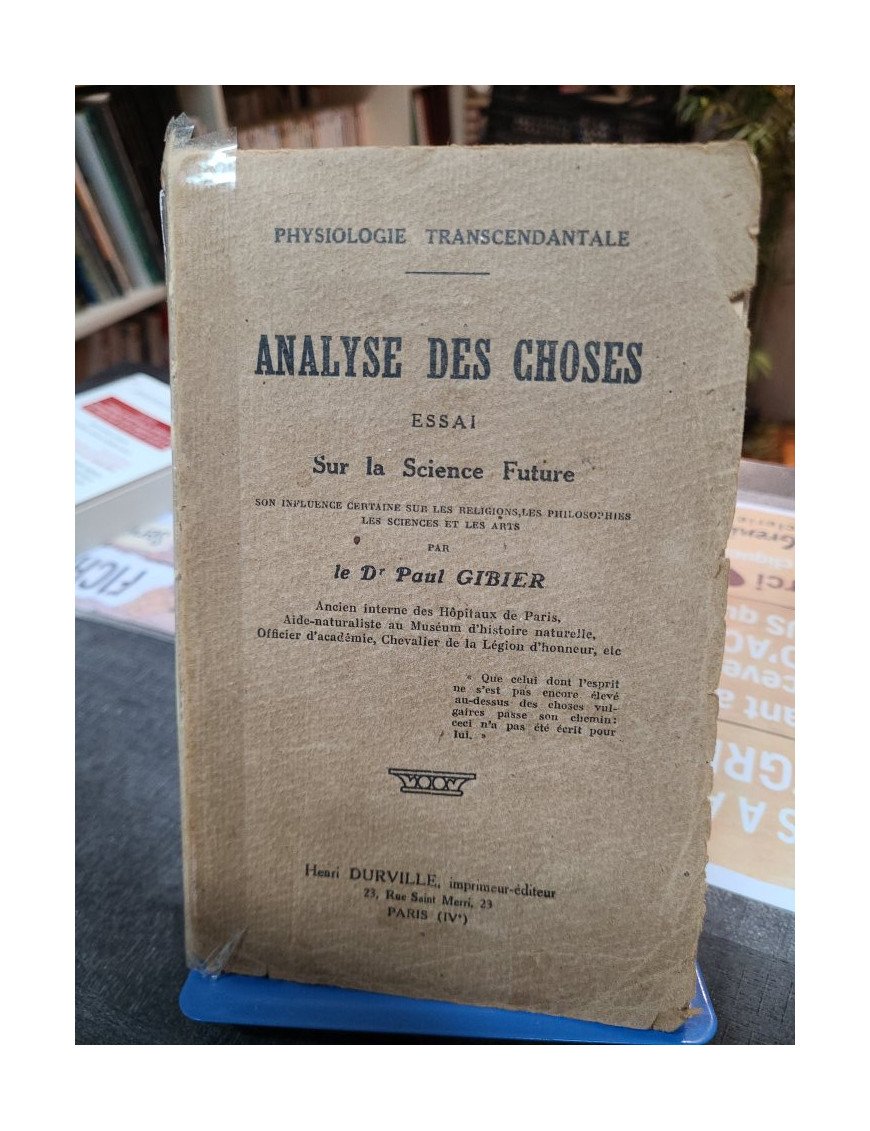 PHYSIOLOGIE TRANSCENDANTALE
ANALYSE DES CHOSES
ESSAI
Sur la Science Future
SON INFLUENCE CERTAINE SUR LES RELIGIONS, LES PHILOSOPHIES
LES SCIENCES ET LES ARTS
PAR
le Dr Paul GIBIER
Ancien interne des Hôpitaux de Paris,
Aide-naturaliste au Muséum d'histoire naturelle,
Officier d'académie, Chevalier de la Légion d'honneur, etc
« Que celui dont l'esprit
ne s'est pas encore élevé
au-dessus des choses vul-
gaires passe son chemin:
ceci n'a pas été écrit pour
lui. »
Henri DURVILLE, imprimeur-éditeur
23, Rue Saint Merri, 23
PARIS (IVe)
FICH